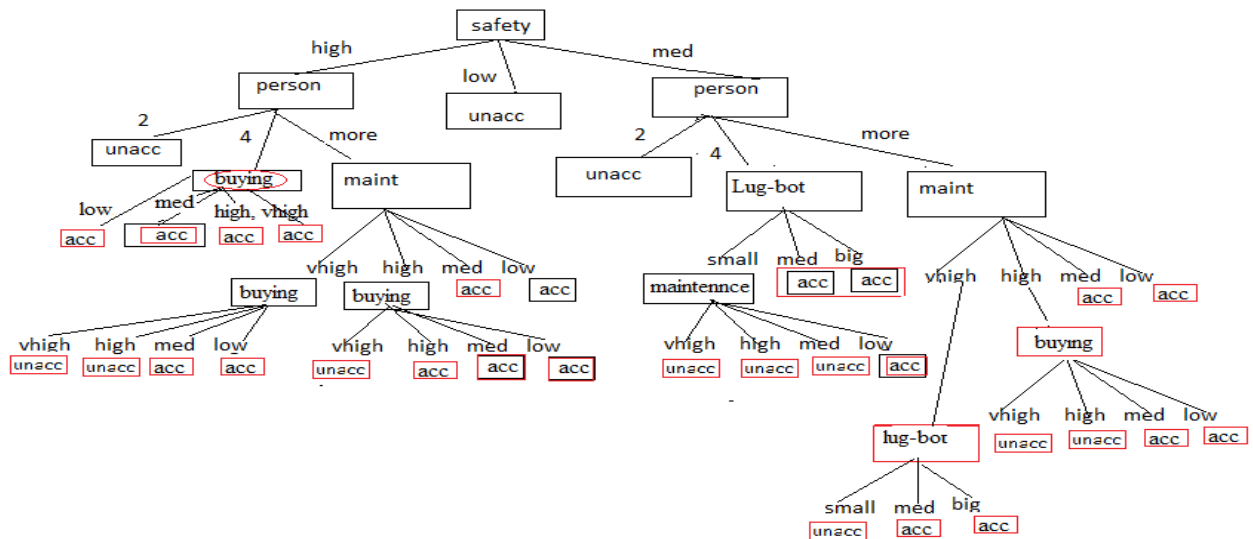 safety
high
low
med
person
unacc
person
2
4
more
2
4
more
unacc
buying
maint
unacc
Lug-bot
maint
low
med
high, vhigh
acc
acc
acc
acc
vhigh
high
med
low
small
med
big
vhigh
high
med
low
buying
buying
acc
acc
maintennce
acc
acc
acc
acc
vhigh
high
med
low
vhigh
high
med
low
vhigh
high
med
low
buying
unacc
unacc
acc
acc
unacc
acc
acc
acc
unacc
unacc
unacc
acc
vhigh
high
med
low
lug-bot
unacc
unacc
acc
acc
small
med
big
unacc
acc
acc